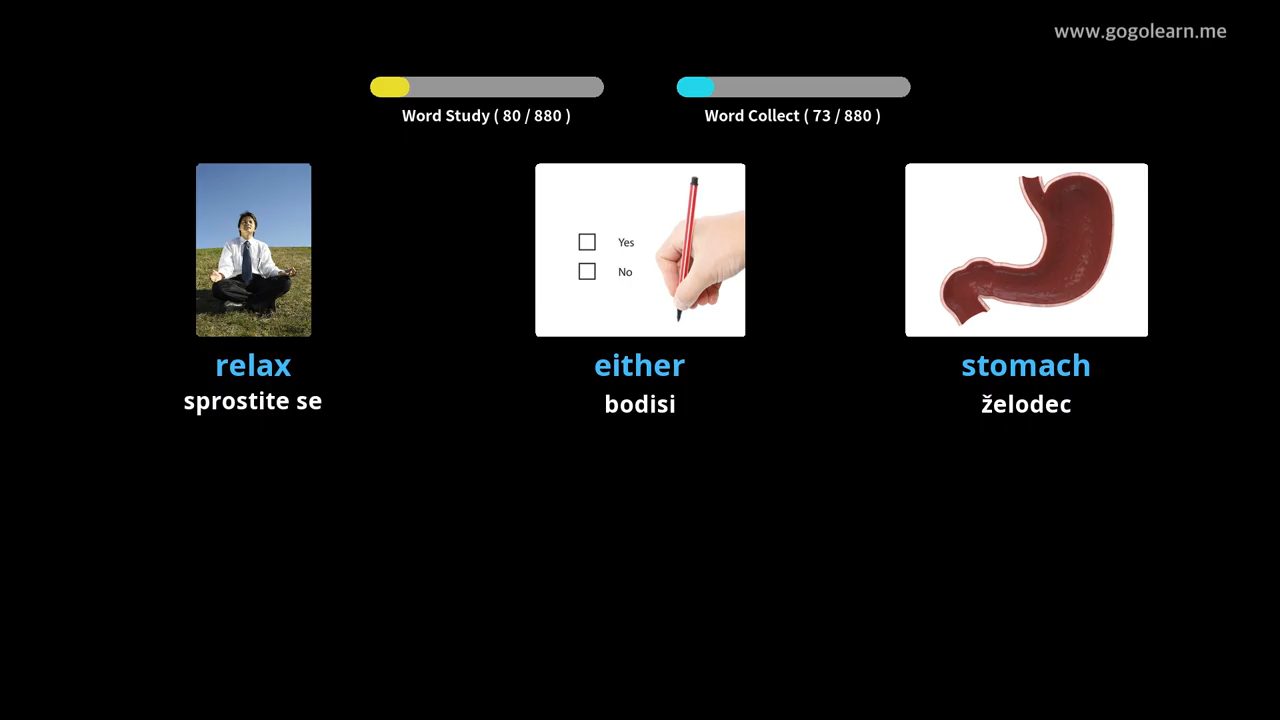 www.gogolearn.me
Word Study ( 80 / 880 )
Word Collect ( 73 / 880 )
Yes
No
relax
either
stomach
sprostite se
bodisi
želodec